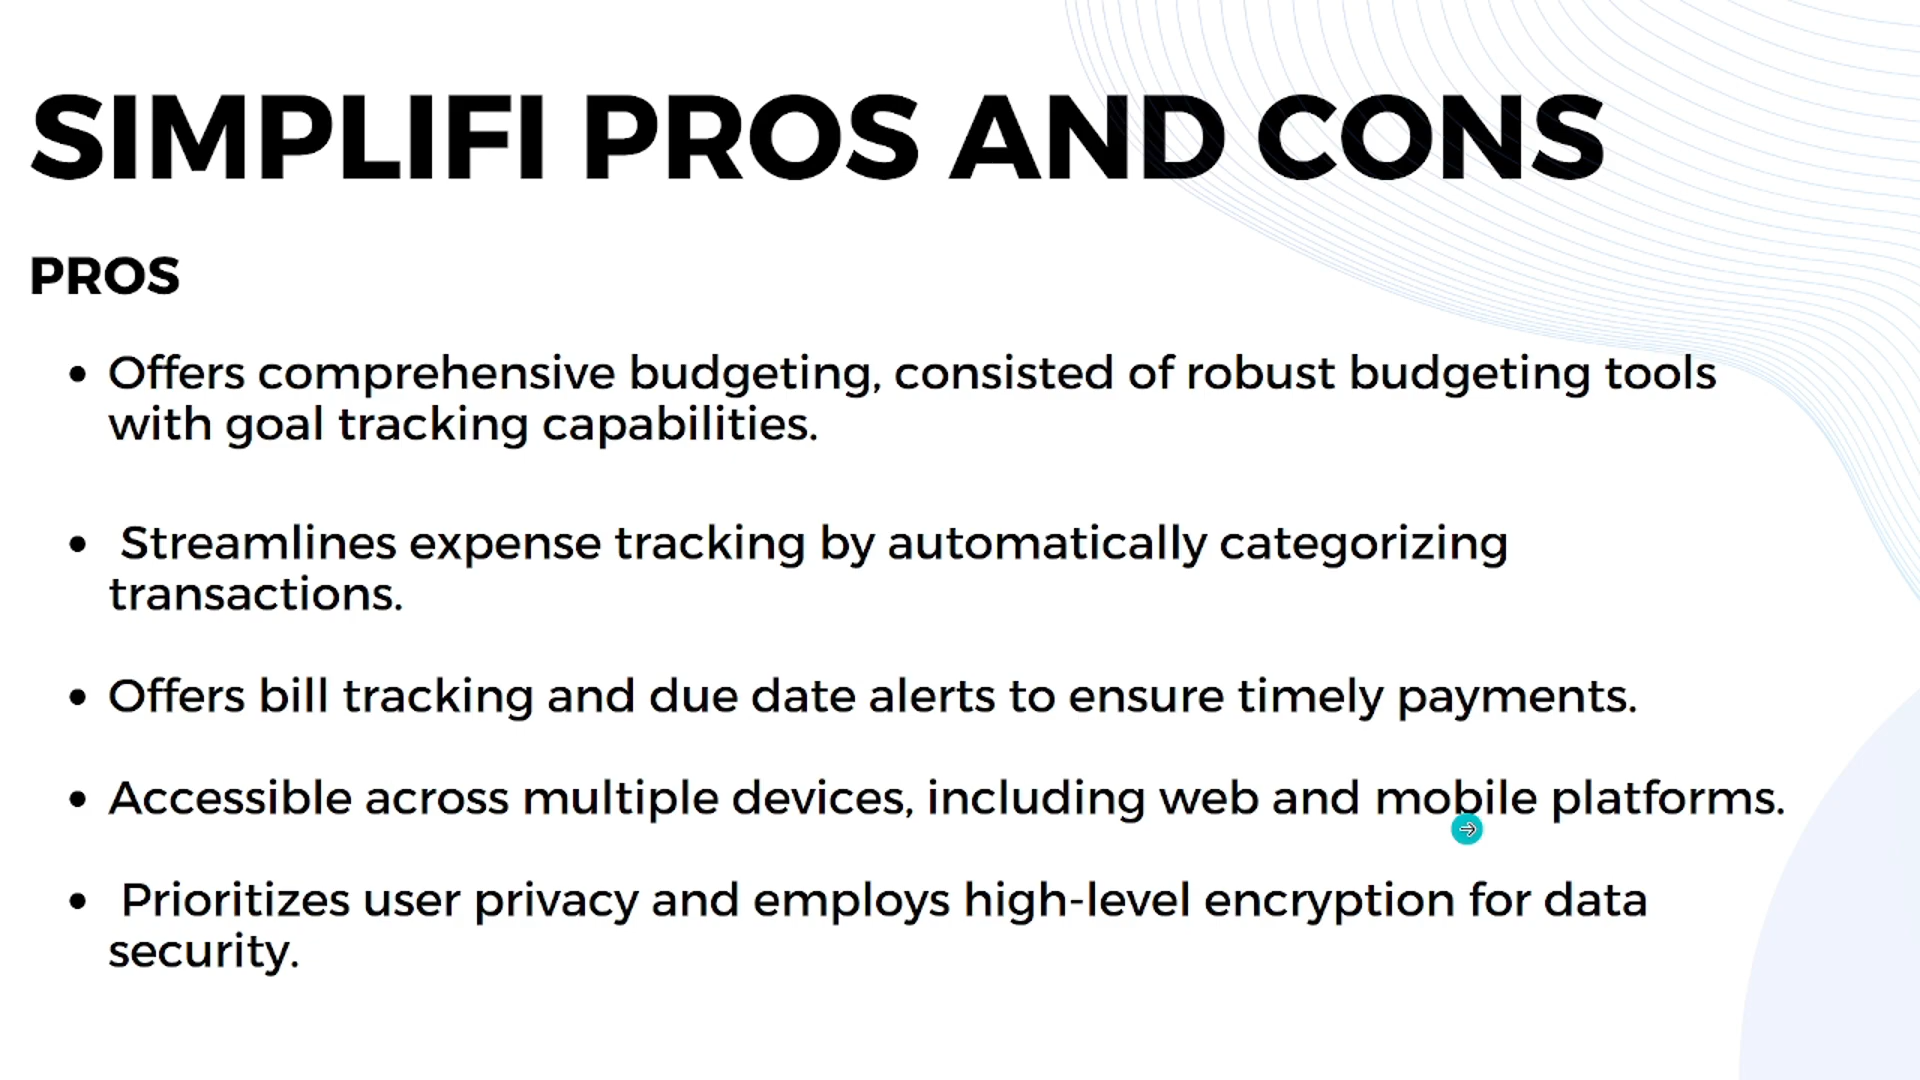 SIMPLIFI PROS AND CONS
PROS
• Offers comprehensive budgeting, consisted of robust budgeting tools
with goal tracking capabilities.
• Streamlines expense tracking by automatically categorizing
transactions.
• Offers bill tracking and due date alerts to ensure timely payments.
• Accessible across multiple devices, including web and mobile platforms.
• Prioritizes user privacy and employs high-level encryption for data
security.